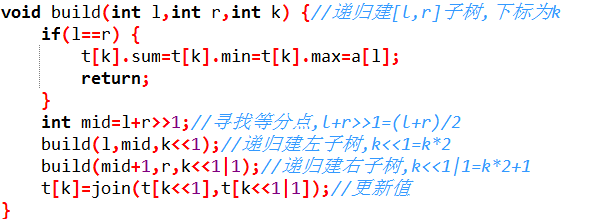 void build(int l,int r,int k) {//递归建[l,r]子树,下标为k
if(l==r) {
t[k].sum=t[k].min=t[k].max=a[l];
return;
}
int mid=l+r>>1;//寻找等分点,l+r>>1=(l+r)/2
build(l,mid,k<<1);//递归建左子树,k<<1=k*2
build(mid+1,r,k<<1|1);//递归建右子树,k<<1|1=k*2+1
t[k]=join(t[k<<1],t[k<<1|1]);//更新值
}